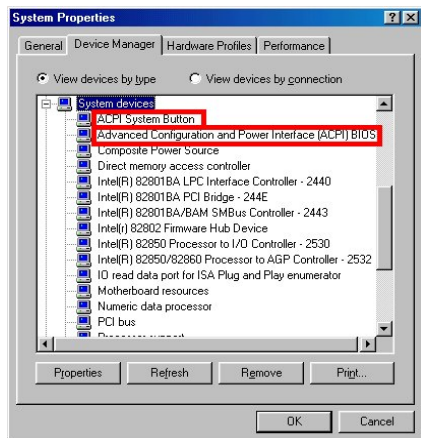 System Properties
General Device Manager Hardware Profiles Performance
View devices by type View devices by connection
System devices
ACPI System Button
Advanced Configuration and Power Interface (ACPI) BIOS
Composite Power Source
Direct memory access controller
Intel(R) 82801BA LPC Interface Controller - 2440
Intel(R) 82801BA PCI Bridge - 244E
Intel(R) 82801BA/BAM SMBus Controller - 2443
Intel(r) 82802 Firmware Hub Device
Intel(R) 82850 Processor to I/O Controller - 2530
Intel(R) 82850/82860 Processor to AGP Controller - 2532
IO read data port for ISA Plug and Play enumerator
Motherboard resources
Numeric data processor
PCI bus
Properties Refresh Remove Print...
OK Cancel